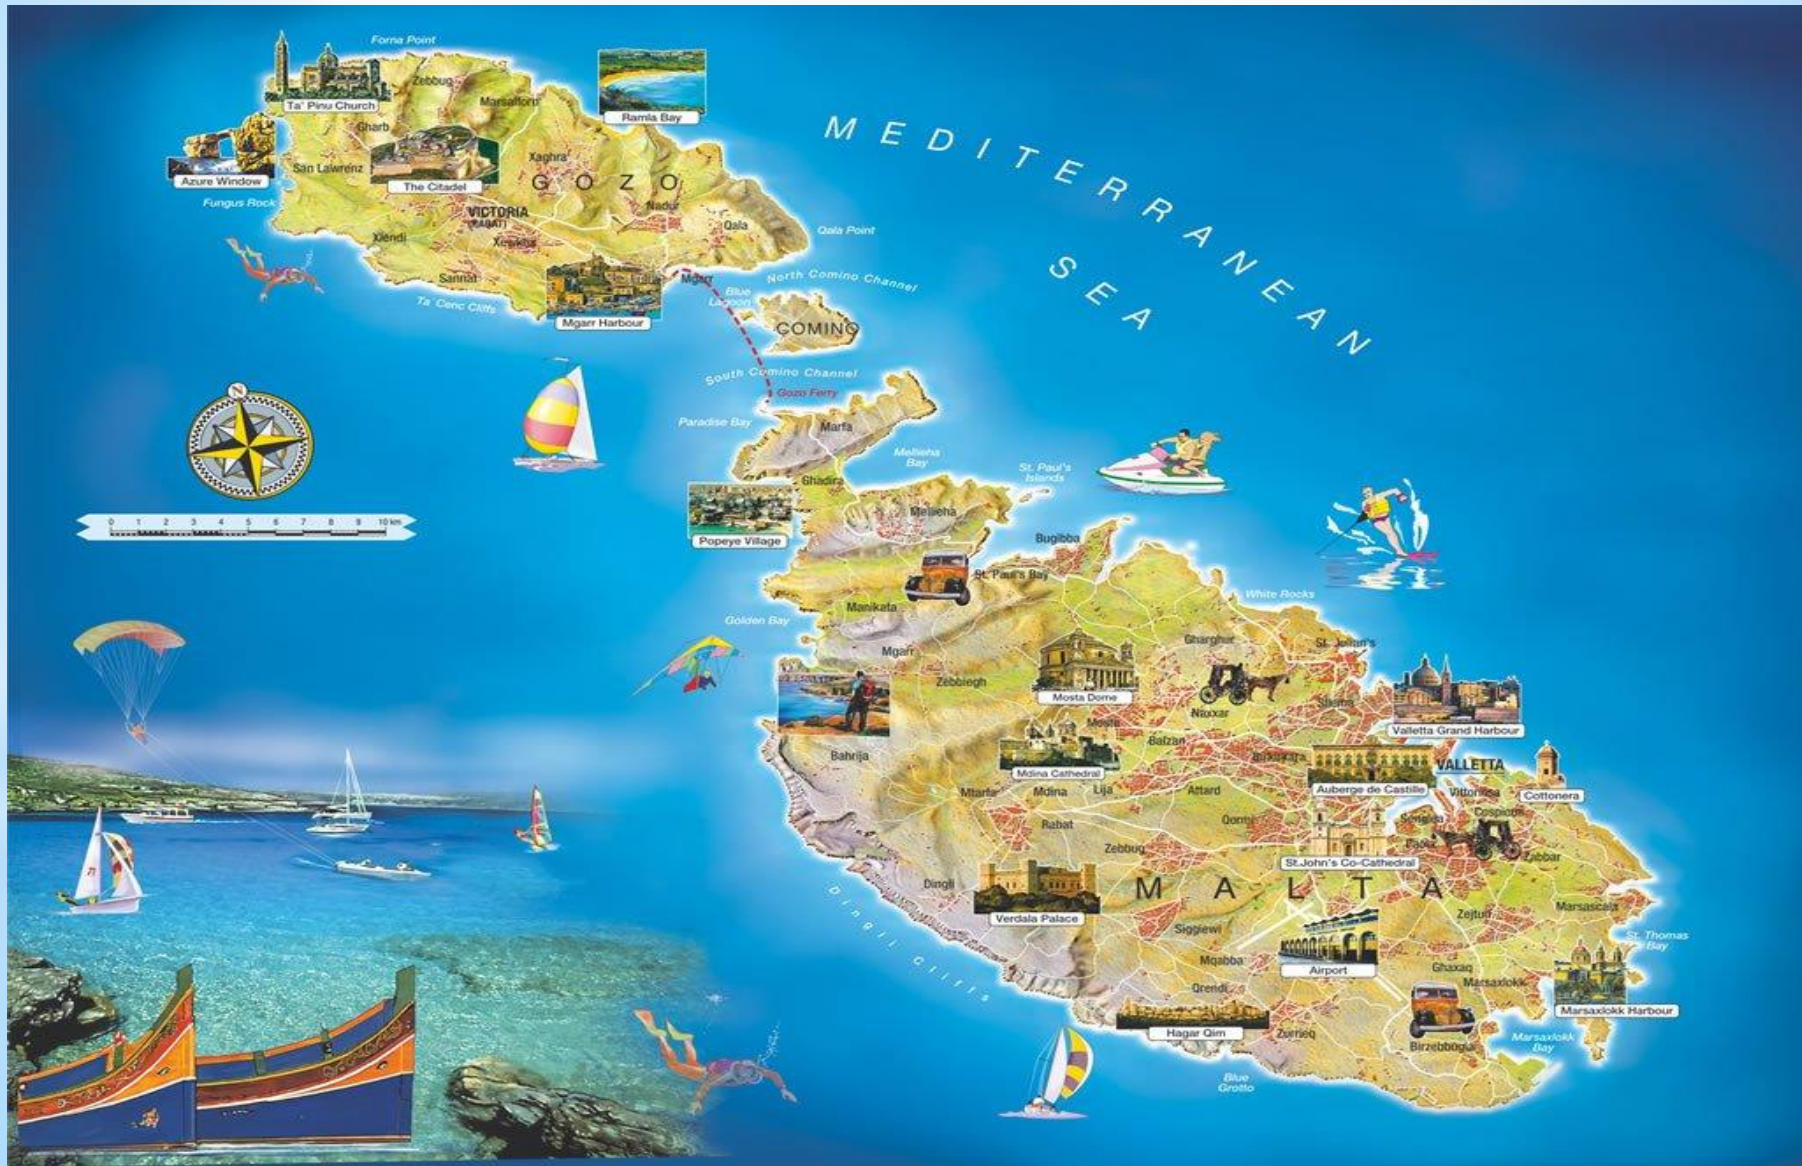 Forna Point
Zebbug
Marsalforn
Ta' Pinu Church
Ramla Bay
Gharb
Xaghra
San Lawrenz
Azure Window
The Citadel
GOZO
Fungus Rock
VICTORIA
(RABAT)
Nadur
Qala
Qala Point
Xlendi
Xewkija
Sannat
Ta' Cenc Cliffs
Mgarr
Mgarr Harbour
North Comino Channel
Blue
Lagoon
COMINO
South Comino Channel
Gozo Ferry
MEDITERRANEAN
SEA
N
0 1 2 3 4 5 6 7 8 9 10 km
Paradise Bay
Marfa
Mellieha
Bay
Ghadira
St. Paul's
Islands
Popeye Village
Mellieha
Bugibba
St. Paul's Bay
Manikata
Golden Bay
White Rocks
Mgarr
Gharghur
St. Julian's
Zebbiegh
Mosta Dome
Naxxar
Sliema
Mosta
Valletta Grand Harbour
Balzan
Bahrija
Birkirkara
VALLETTA
Mdina Cathedral
Auberge de Castille
Cottonera
Mtarfa
Mdina
Lija
Attard
Vittoriosa
Rabat
Qormi
Senglea
Cospicua
Zebbug
Paola
Zabbar
St.John's Co-Cathedral
Dingli
MALTA
Verdala Palace
Dingli Cliffs
Siggiewi
Zejtun
Marsascala
St. Thomas
Bay
Mqabba
Airport
Ghaxaq
Qrendi
Marsaxlokk
Marsaxlokk Harbour
Hagar Qim
Zurrieq
Birzebbugia
Marsaxlokk
Bay
Blue
Grotto